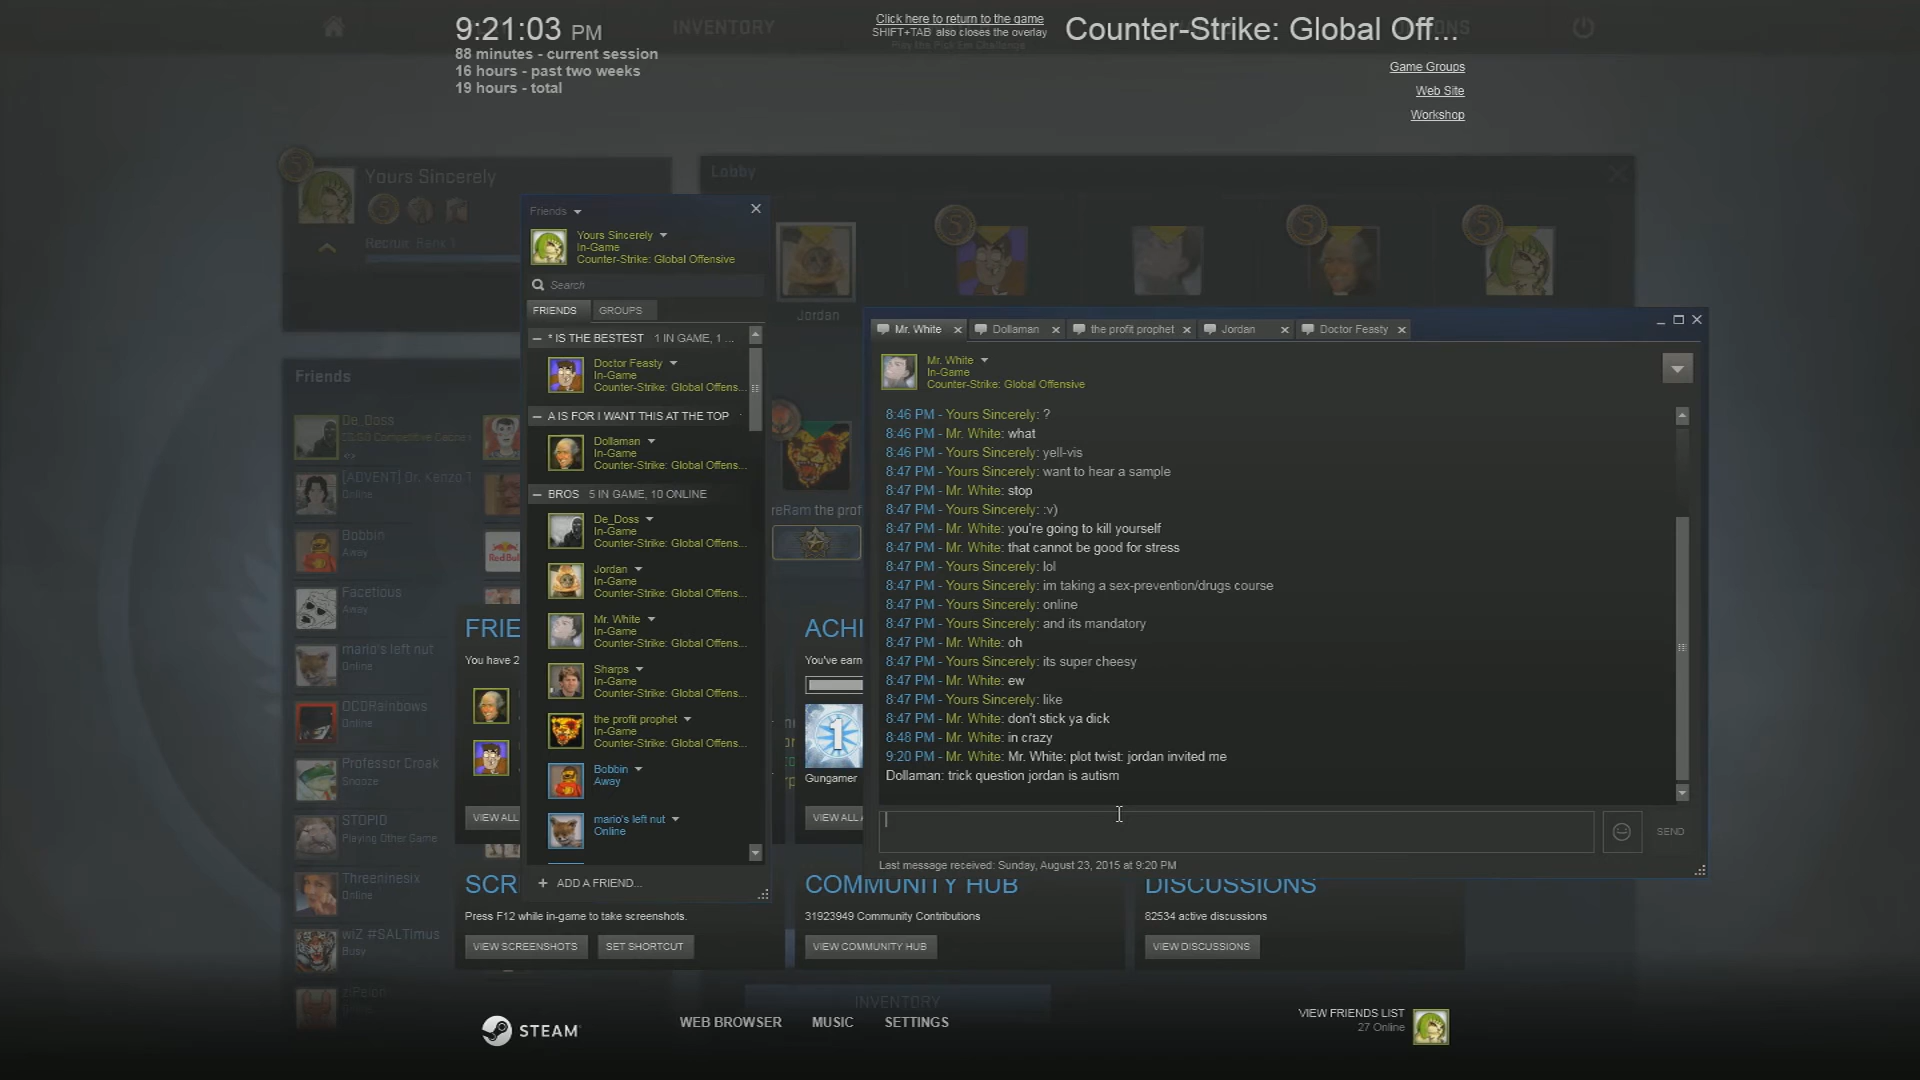 9:21:03 PM
88 minutes - current session
16 hours - past two weeks
19 hours - total
INVENTORY
Click here to return to the game
SHIFT+TAB also closes the overlay
Counter-Strike: Global Off...
Game Groups
Web Site
Workshop
Yours Sincerely
Recruit: Rank 1
Lobby
Jordan
Friends
Yours Sincerely
In-Game
Counter-Strike: Global Offensive
Search
FRIENDS GROUPS
* IS THE BESTEST 1 IN GAME, 1 ...
Doctor Feasty
In-Game
Counter-Strike: Global Offens...
A IS FOR I WANT THIS AT THE TOP
Dollaman
In-Game
Counter-Strike: Global Offens...
BROS 5 IN GAME, 10 ONLINE
De_Doss
In-Game
Counter-Strike: Global Offens...
Jordan
In-Game
Counter-Strike: Global Offens...
Mr. White
In-Game
Counter-Strike: Global Offens...
Sharps
In-Game
Counter-Strike: Global Offens...
the profit prophet
In-Game
Counter-Strike: Global Offens...
Bobbin
Away
mario's left nut
Online
ADD A FRIEND...
Mr. White Dollaman the profit prophet Jordan Doctor Feasty
Mr. White
In-Game
Counter-Strike: Global Offensive
8:46 PM - Yours Sincerely: ?
8:46 PM - Mr. White: what
8:46 PM - Yours Sincerely: yell-vis
8:47 PM - Yours Sincerely: want to hear a sample
8:47 PM - Mr. White: stop
8:47 PM - Yours Sincerely: :v)
8:47 PM - Mr. White: you're going to kill yourself
8:47 PM - Mr. White: that cannot be good for stress
8:47 PM - Yours Sincerely: lol
8:47 PM - Yours Sincerely: im taking a sex-prevention/drugs course
8:47 PM - Yours Sincerely: online
8:47 PM - Yours Sincerely: and its mandatory
8:47 PM - Mr. White: oh
8:47 PM - Yours Sincerely: its super cheesy
8:47 PM - Mr. White: ew
8:47 PM - Yours Sincerely: like
8:47 PM - Mr. White: don't stick ya dick
8:48 PM - Mr. White: in crazy
9:20 PM - Mr. White: Mr. White: plot twist: jordan invited me
Dollaman: trick question jordan is autism
SEND
Last message received: Sunday, August 23, 2015 at 9:20 PM
Friends
De_Doss
[ADVENT] Dr. Kenzo T
Online
Bobbin
Away
Facetious
Away
mario's left nut
Online
OCDRainbows
Online
Professor Croak
Snooze
STOPID
Playing Other Game
Threeninesix
Online
wiZ #SALTimus
Busy
Red Bull
reRam the prof
FRIE
You have 2
VIEW ALL
ACHI
You've earn
1
Gungamer
VIEW ALL A
SCR
Press F12 while in-game to take screenshots.
VIEW SCREENSHOTS SET SHORTCUT
COMMUNITY HUB
31923949 Community Contributions
VIEW COMMUNITY HUB
DISCUSSIONS
82534 active discussions
VIEW DISCUSSIONS
INVENTORY
STEAM
WEB BROWSER MUSIC SETTINGS
VIEW FRIENDS LIST
27 Online